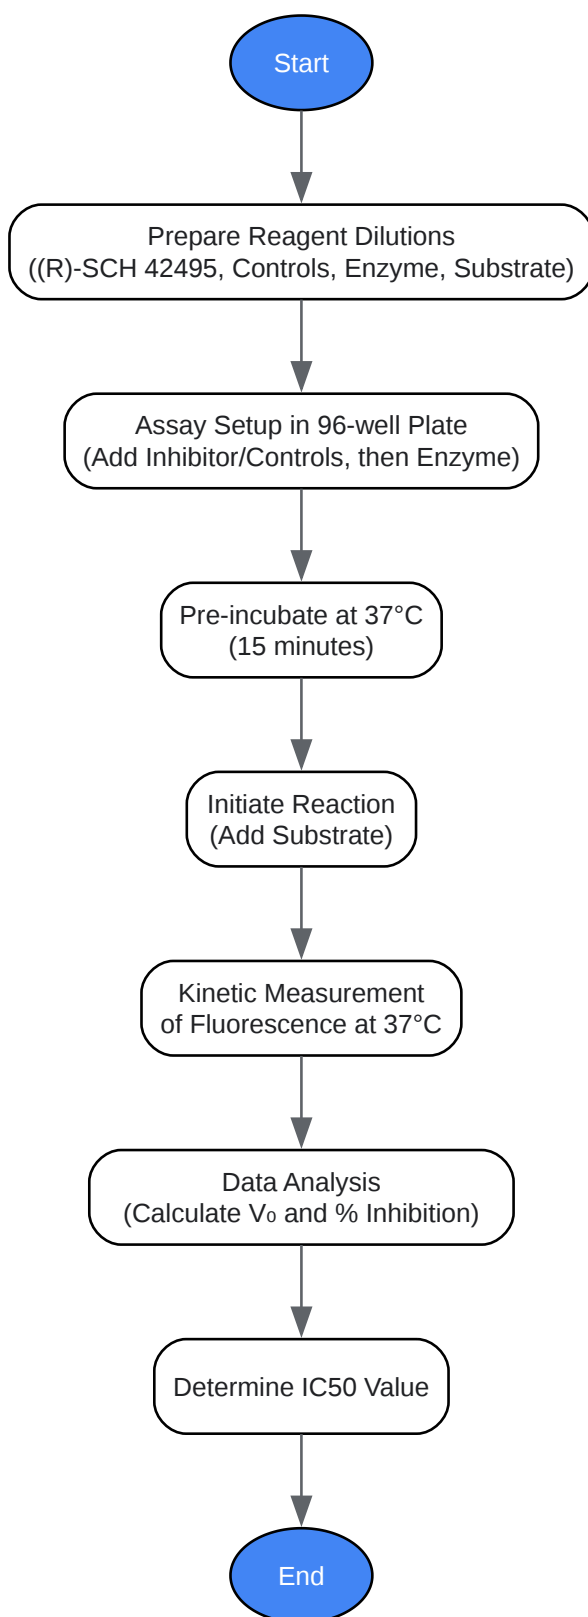 Start
Prepare Reagent Dilutions
((R)-SCH 42495, Controls, Enzyme, Substrate)
Assay Setup in 96-well Plate
(Add Inhibitor/Controls, then Enzyme)
Pre-incubate at 37°C
(15 minutes)
Initiate Reaction
(Add Substrate)
Kinetic Measurement
of Fluorescence at 37°C
Data Analysis
(Calculate V₀ and % Inhibition)
Determine IC50 Value
End